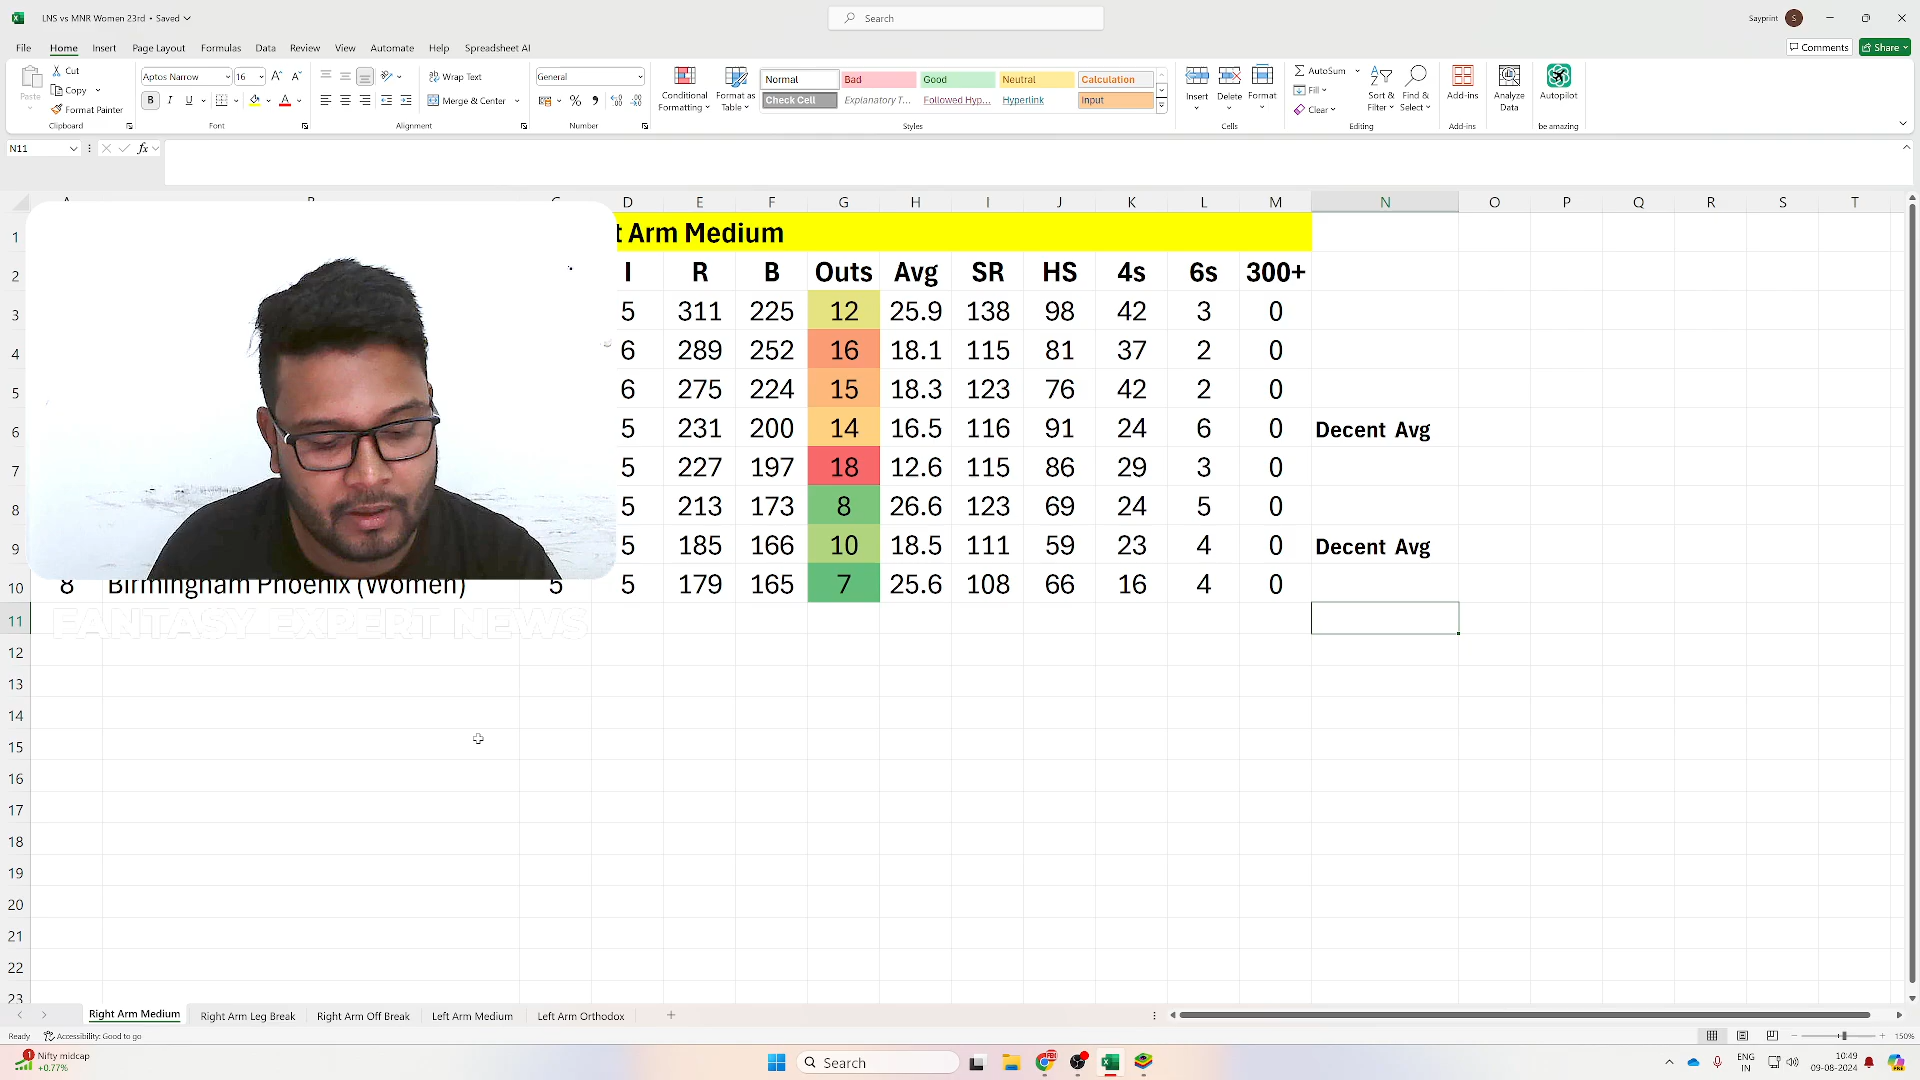 LNS vs MNR Women 23rd • Saved
Search
Sayprint
S
File Home Insert Page Layout Formulas Data Review View Automate Help Spreadsheet AI
Comments Share
Paste
Cut
Copy
Format Painter
Clipboard
Aptos Narrow 16
B I U
Font
Wrap Text
Merge & Center
Alignment
General
Number
Conditional Formatting
Format as Table
Normal Bad Good Neutral Calculation
Check Cell Explanatory T... Followed Hyp... Hyperlink Input
Styles
Insert Delete Format
Cells
AutoSum
Fill
Clear
Sort & Filter
Find & Select
Editing
Add-ins
Add-ins
Analyze Data
Autopilot
be amazing
N11
fx
D E F G H I J K L M N O P Q R S T
1 t Arm Medium
2 I R B Outs Avg SR HS 4s 6s 300+
3 5 311 225 12 25.9 138 98 42 3 0
4 6 289 252 16 18.1 115 81 37 2 0
5 6 275 224 15 18.3 123 76 42 2 0
6 5 231 200 14 16.5 116 91 24 6 0 Decent Avg
7 5 227 197 18 12.6 115 86 29 3 0
8 5 213 173 8 26.6 123 69 24 5 0
9 5 185 166 10 18.5 111 59 23 4 0 Decent Avg
10 8 Birmingham Phoenix (Women) 5 5 179 165 7 25.6 108 66 16 4 0
11
FANTASY EXPERT NEWS
12
13
14
15
16
17
18
19
20
21
22
23
Right Arm Medium Right Arm Leg Break Right Arm Off Break Left Arm Medium Left Arm Orthodox
Ready Accessibility: Good to go
150%
1
Nifty midcap
+0.77%
Search
ENG
IN
10:49
09-08-2024